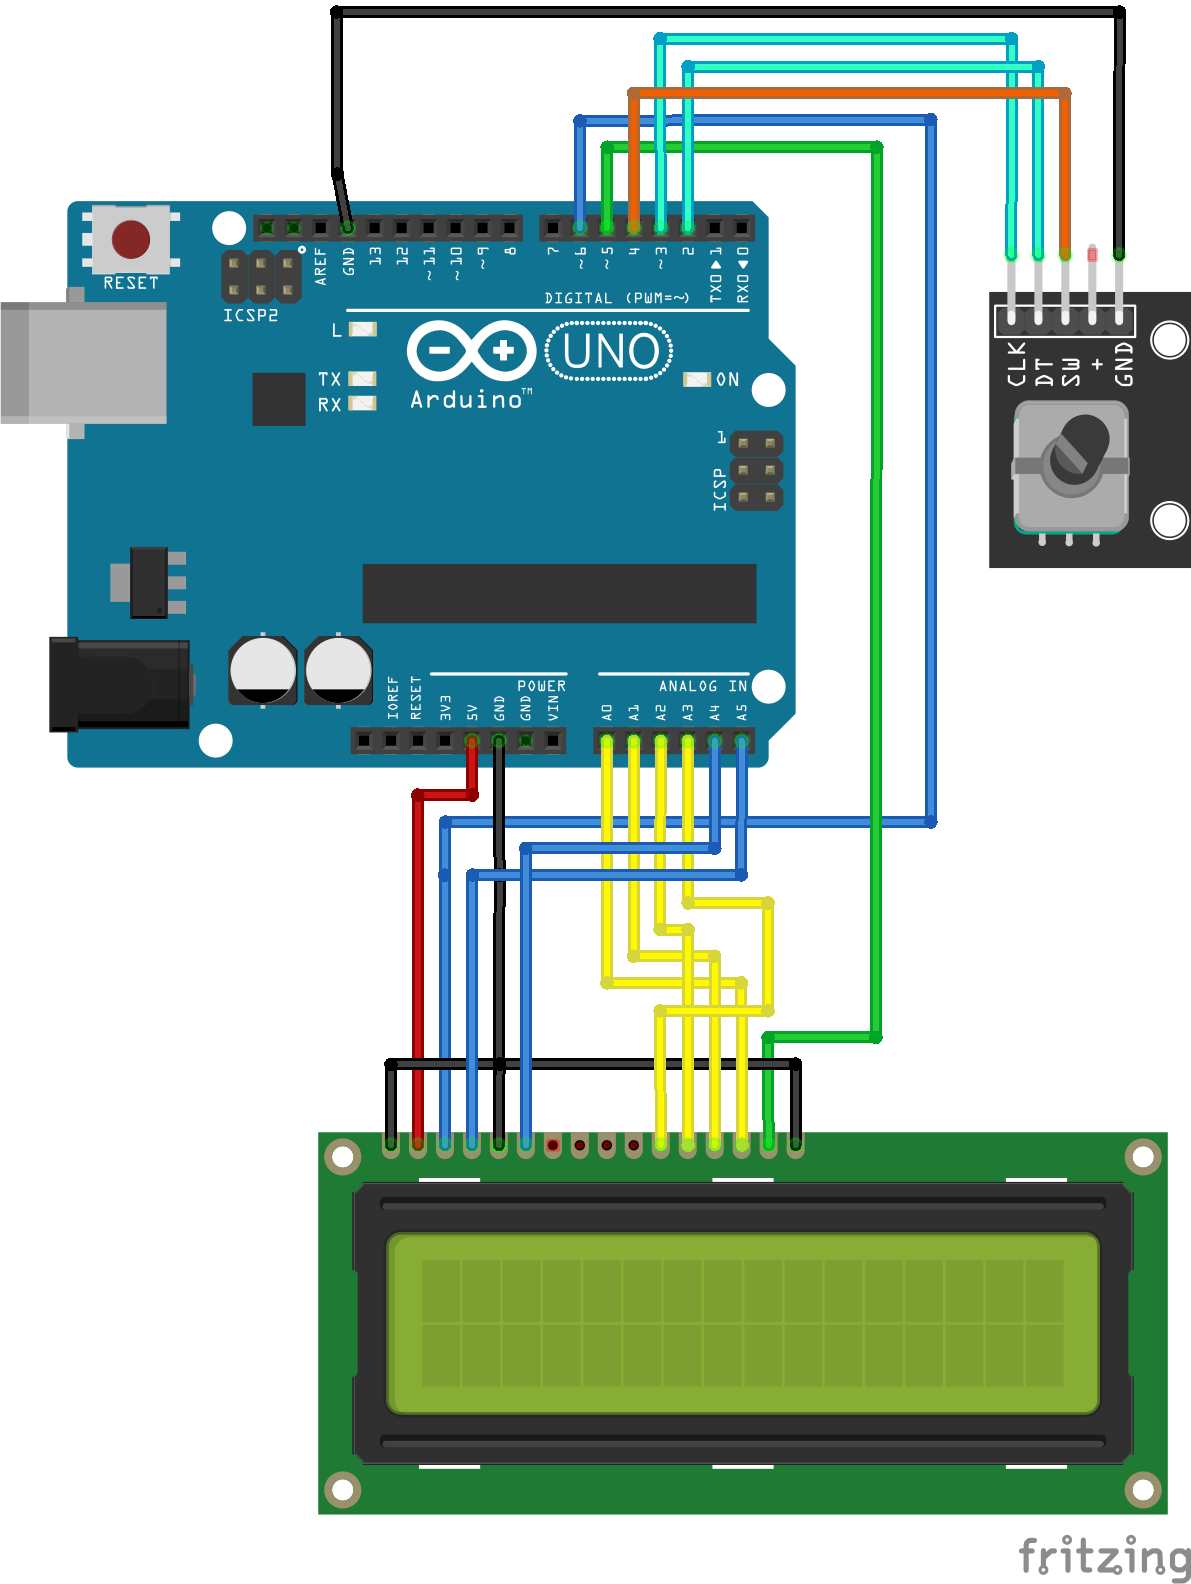 RESET
ICSP2
AREF
GND
13
12
~11
~10
~9
8
7
~6
~5
4
~3
2
TX0▶1
RX0◀0
DIGITAL (PWM=~)
L
TX
RX
UNO
Arduino™
ON
1
ICSP
CLK
DT
SW
+
GND
IOREF
RESET
3V3
5V
GND
GND
VIN
POWER
ANALOG IN
A0
A1
A2
A3
A4
A5
fritzing